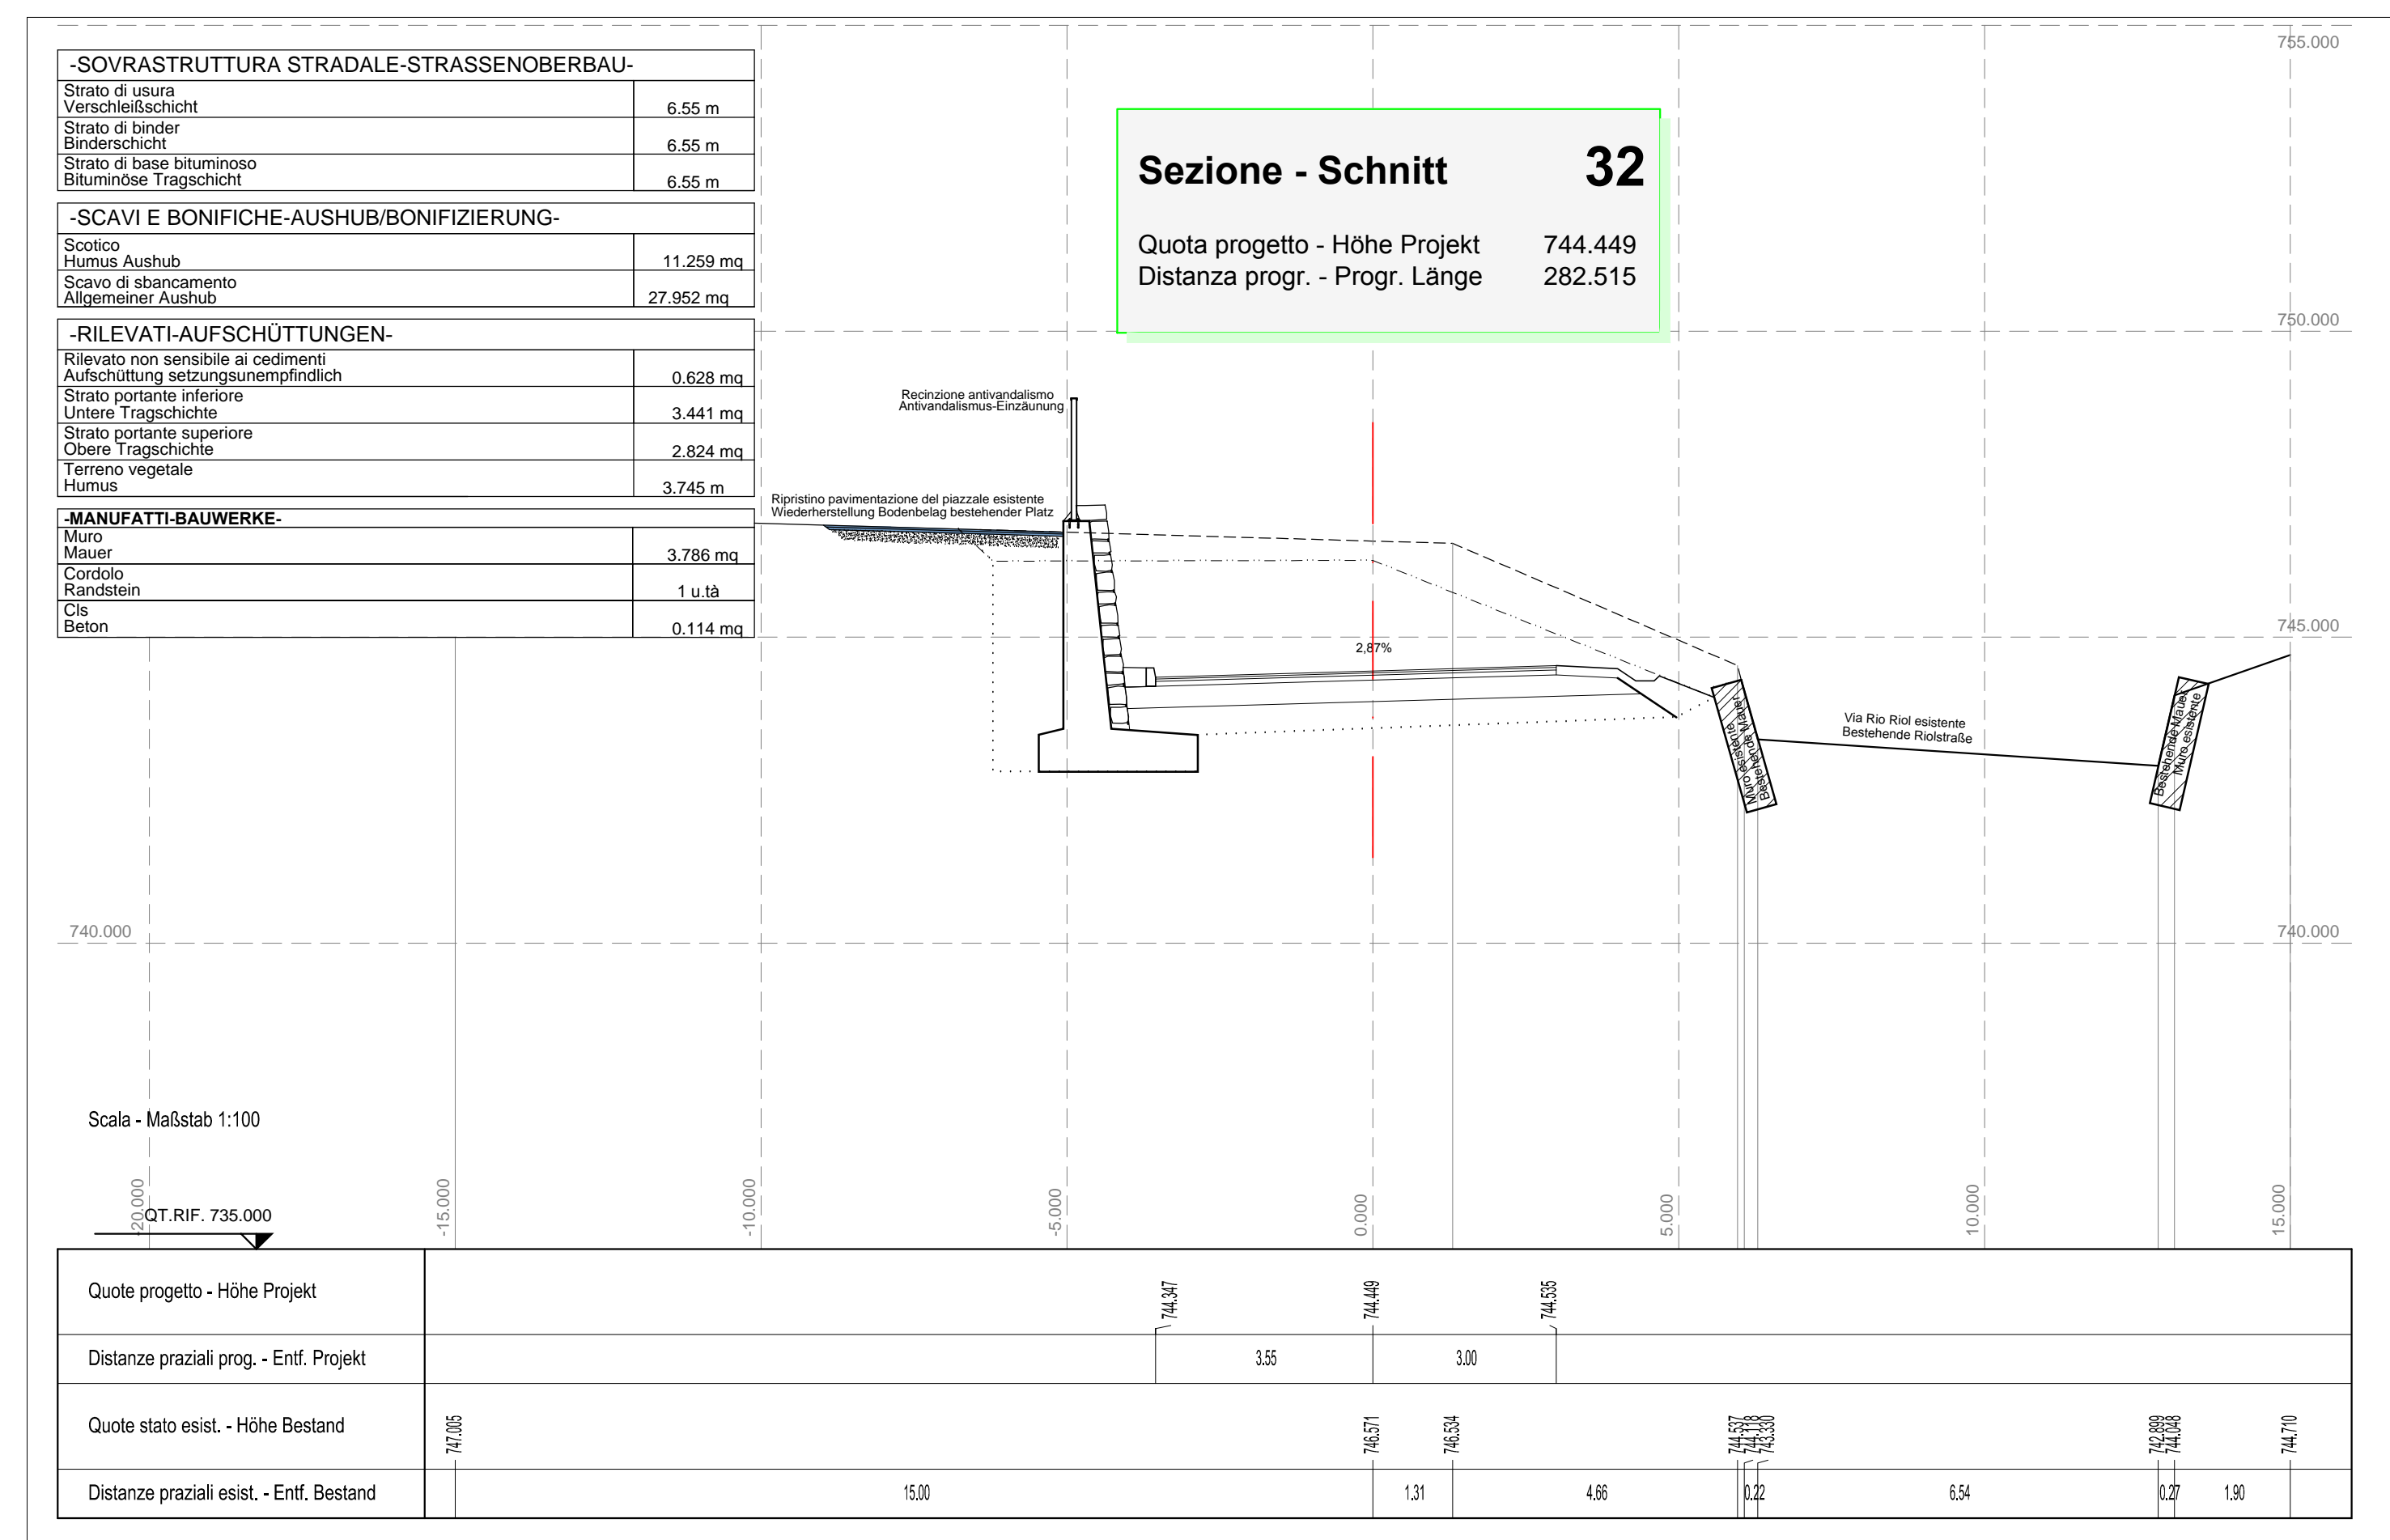 755.000
-SOVRASTRUTTURA STRADALE-STRASSENOBERBAU-
Strato di usura
Verschleißschicht
6.55 m
Strato di binder
Binderschicht
6.55 m
Strato di base bituminoso
Bituminöse Tragschicht
6.55 m
-SCAVI E BONIFICHE-AUSHUB/BONIFIZIERUNG-
Scotico
Humus Aushub
11.259 mq
Scavo di sbancamento
Allgemeiner Aushub
27.952 mq
-RILEVATI-AUFSCHÜTTUNGEN-
Rilevato non sensibile ai cedimenti
Aufschüttung setzungsunempfindlich
0.628 mq
Strato portante inferiore
Untere Tragschichte
3.441 mq
Strato portante superiore
Obere Tragschichte
2.824 mq
Terreno vegetale
Humus
3.745 m
-MANUFATTI-BAUWERKE-
Muro
Mauer
3.786 mq
Cordolo
Randstein
1 u.tà
Cls
Beton
0.114 mq
Sezione - Schnitt 32
Quota progetto - Höhe Projekt 744.449
Distanza progr. - Progr. Länge 282.515
750.000
Recinzione antivandalismo
Antivandalismus-Einzäunung
Ripristino pavimentazione del piazzale esistente
Wiederherstellung Bodenbelag bestehender Platz
745.000
2,87%
Muro esistente
Bestehende Mauer
Via Rio Riol esistente
Bestehende Riolstraße
Bestehende Mauer
Muro esistente
740.000
740.000
Scala - Maßstab 1:100
-20.000
-15.000
-10.000
-5.000
0.000
5.000
10.000
15.000
QT.RIF. 735.000
Quote progetto - Höhe Projekt
744.347
744.449
744.535
Distanze praziali prog. - Entf. Projekt
3.55
3.00
Quote stato esist. - Höhe Bestand
747.005
746.571
746.534
744.537
744.118
743.330
742.899
744.048
744.710
Distanze praziali esist. - Entf. Bestand
15.00
1.31
4.66
0.22
6.54
0.27
1.90